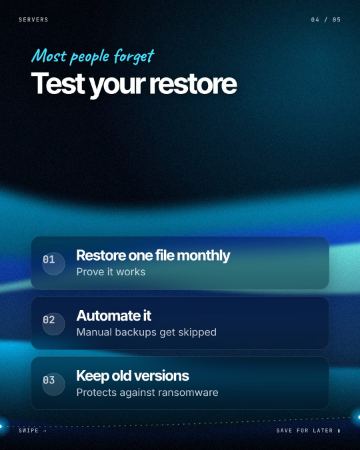 SERVERS
04 / 05
Most people forget
Test your restore
01
Restore one file monthly
Prove it works
02
Automate it
Manual backups get skipped
03
Keep old versions
Protects against ransomware
SWIPE →
SAVE FOR LATER